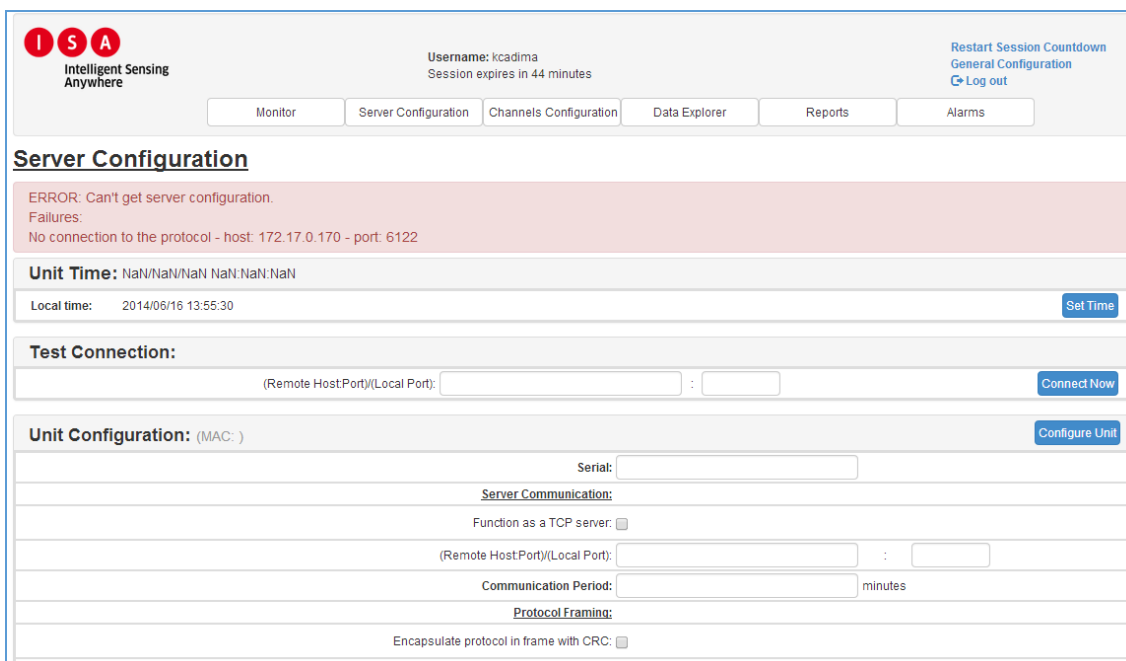 ISA
Intelligent Sensing
Anywhere
Username: kcadima
Session expires in 44 minutes
Restart Session Countdown
General Configuration
Log out
Monitor
Server Configuration
Channels Configuration
Data Explorer
Reports
Alarms
Server Configuration
ERROR: Can't get server configuration.
Failures:
No connection to the protocol - host: 172.17.0.170 - port: 6122
Unit Time: NaN/NaN/NaN NaN:NaN:NaN
Local time: 2014/06/16 13:55:30
Set Time
Test Connection:
(Remote Host:Port)/(Local Port): :
Connect Now
Unit Configuration: (MAC: )
Configure Unit
Serial:
Server Communication:
Function as a TCP server:
(Remote Host:Port)/(Local Port): :
Communication Period: minutes
Protocol Framing:
Encapsulate protocol in frame with CRC: